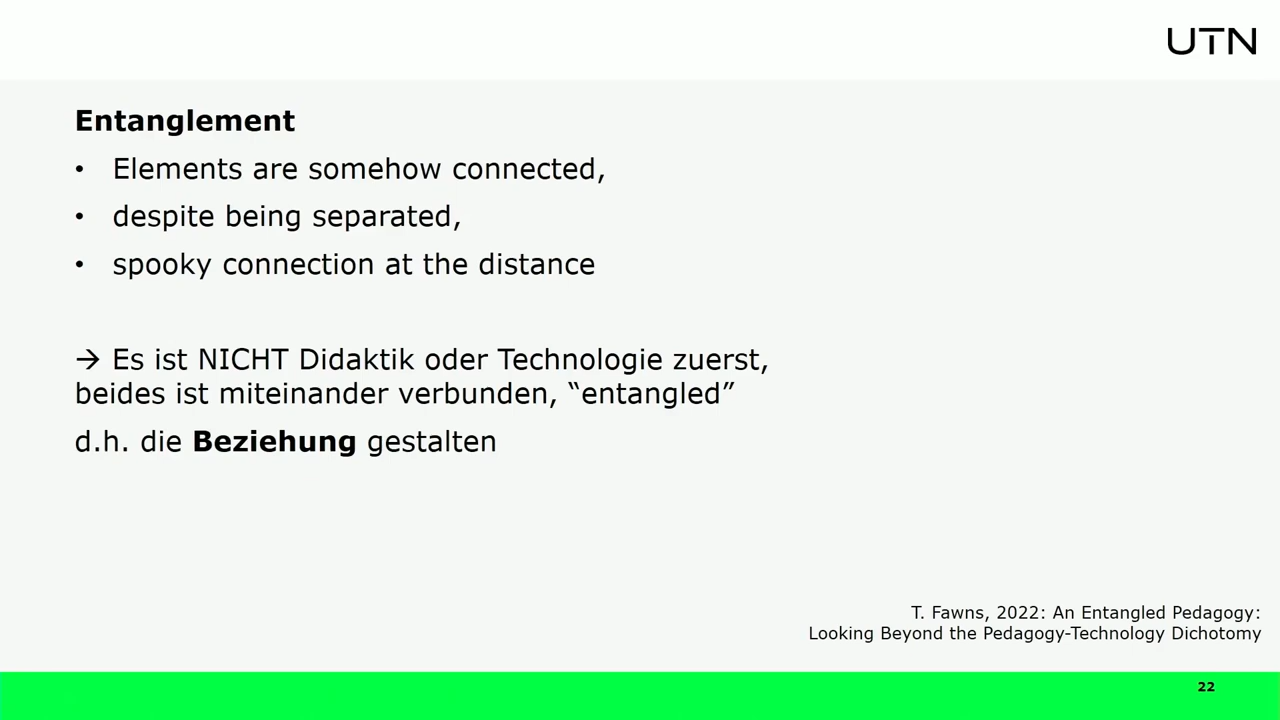 UTN
Entanglement
• Elements are somehow connected,
• despite being separated,
• spooky connection at the distance
→ Es ist NICHT Didaktik oder Technologie zuerst,
beides ist miteinander verbunden, “entangled”
d.h. die Beziehung gestalten
T. Fawns, 2022: An Entangled Pedagogy:
Looking Beyond the Pedagogy-Technology Dichotomy
22